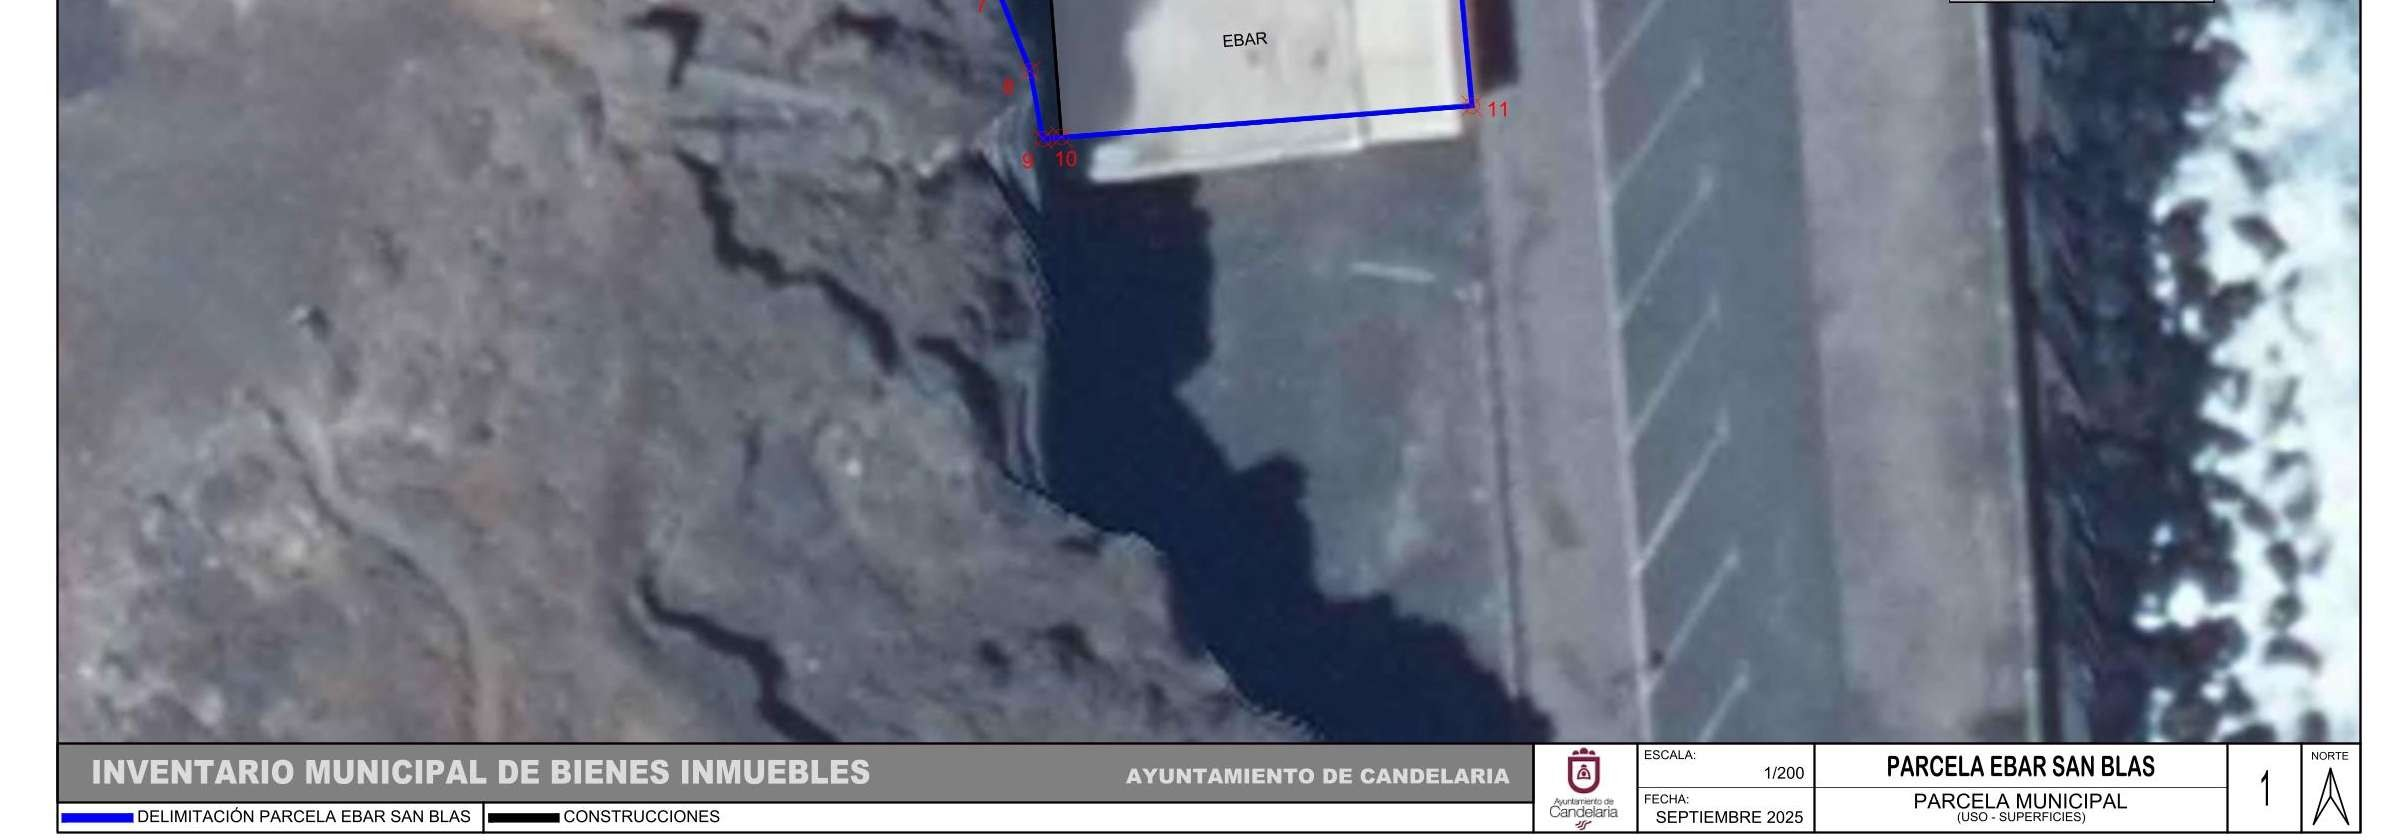 7
EBAR
8
11
9 10
INVENTARIO MUNICIPAL DE BIENES INMUEBLES
AYUNTAMIENTO DE CANDELARIA
DELIMITACIÓN PARCELA EBAR SAN BLAS
CONSTRUCCIONES
Ayuntamiento de
Candelaria
ESCALA:
1/200
FECHA:
SEPTIEMBRE 2025
PARCELA EBAR SAN BLAS
PARCELA MUNICIPAL
(USO - SUPERFICIES)
1
NORTE